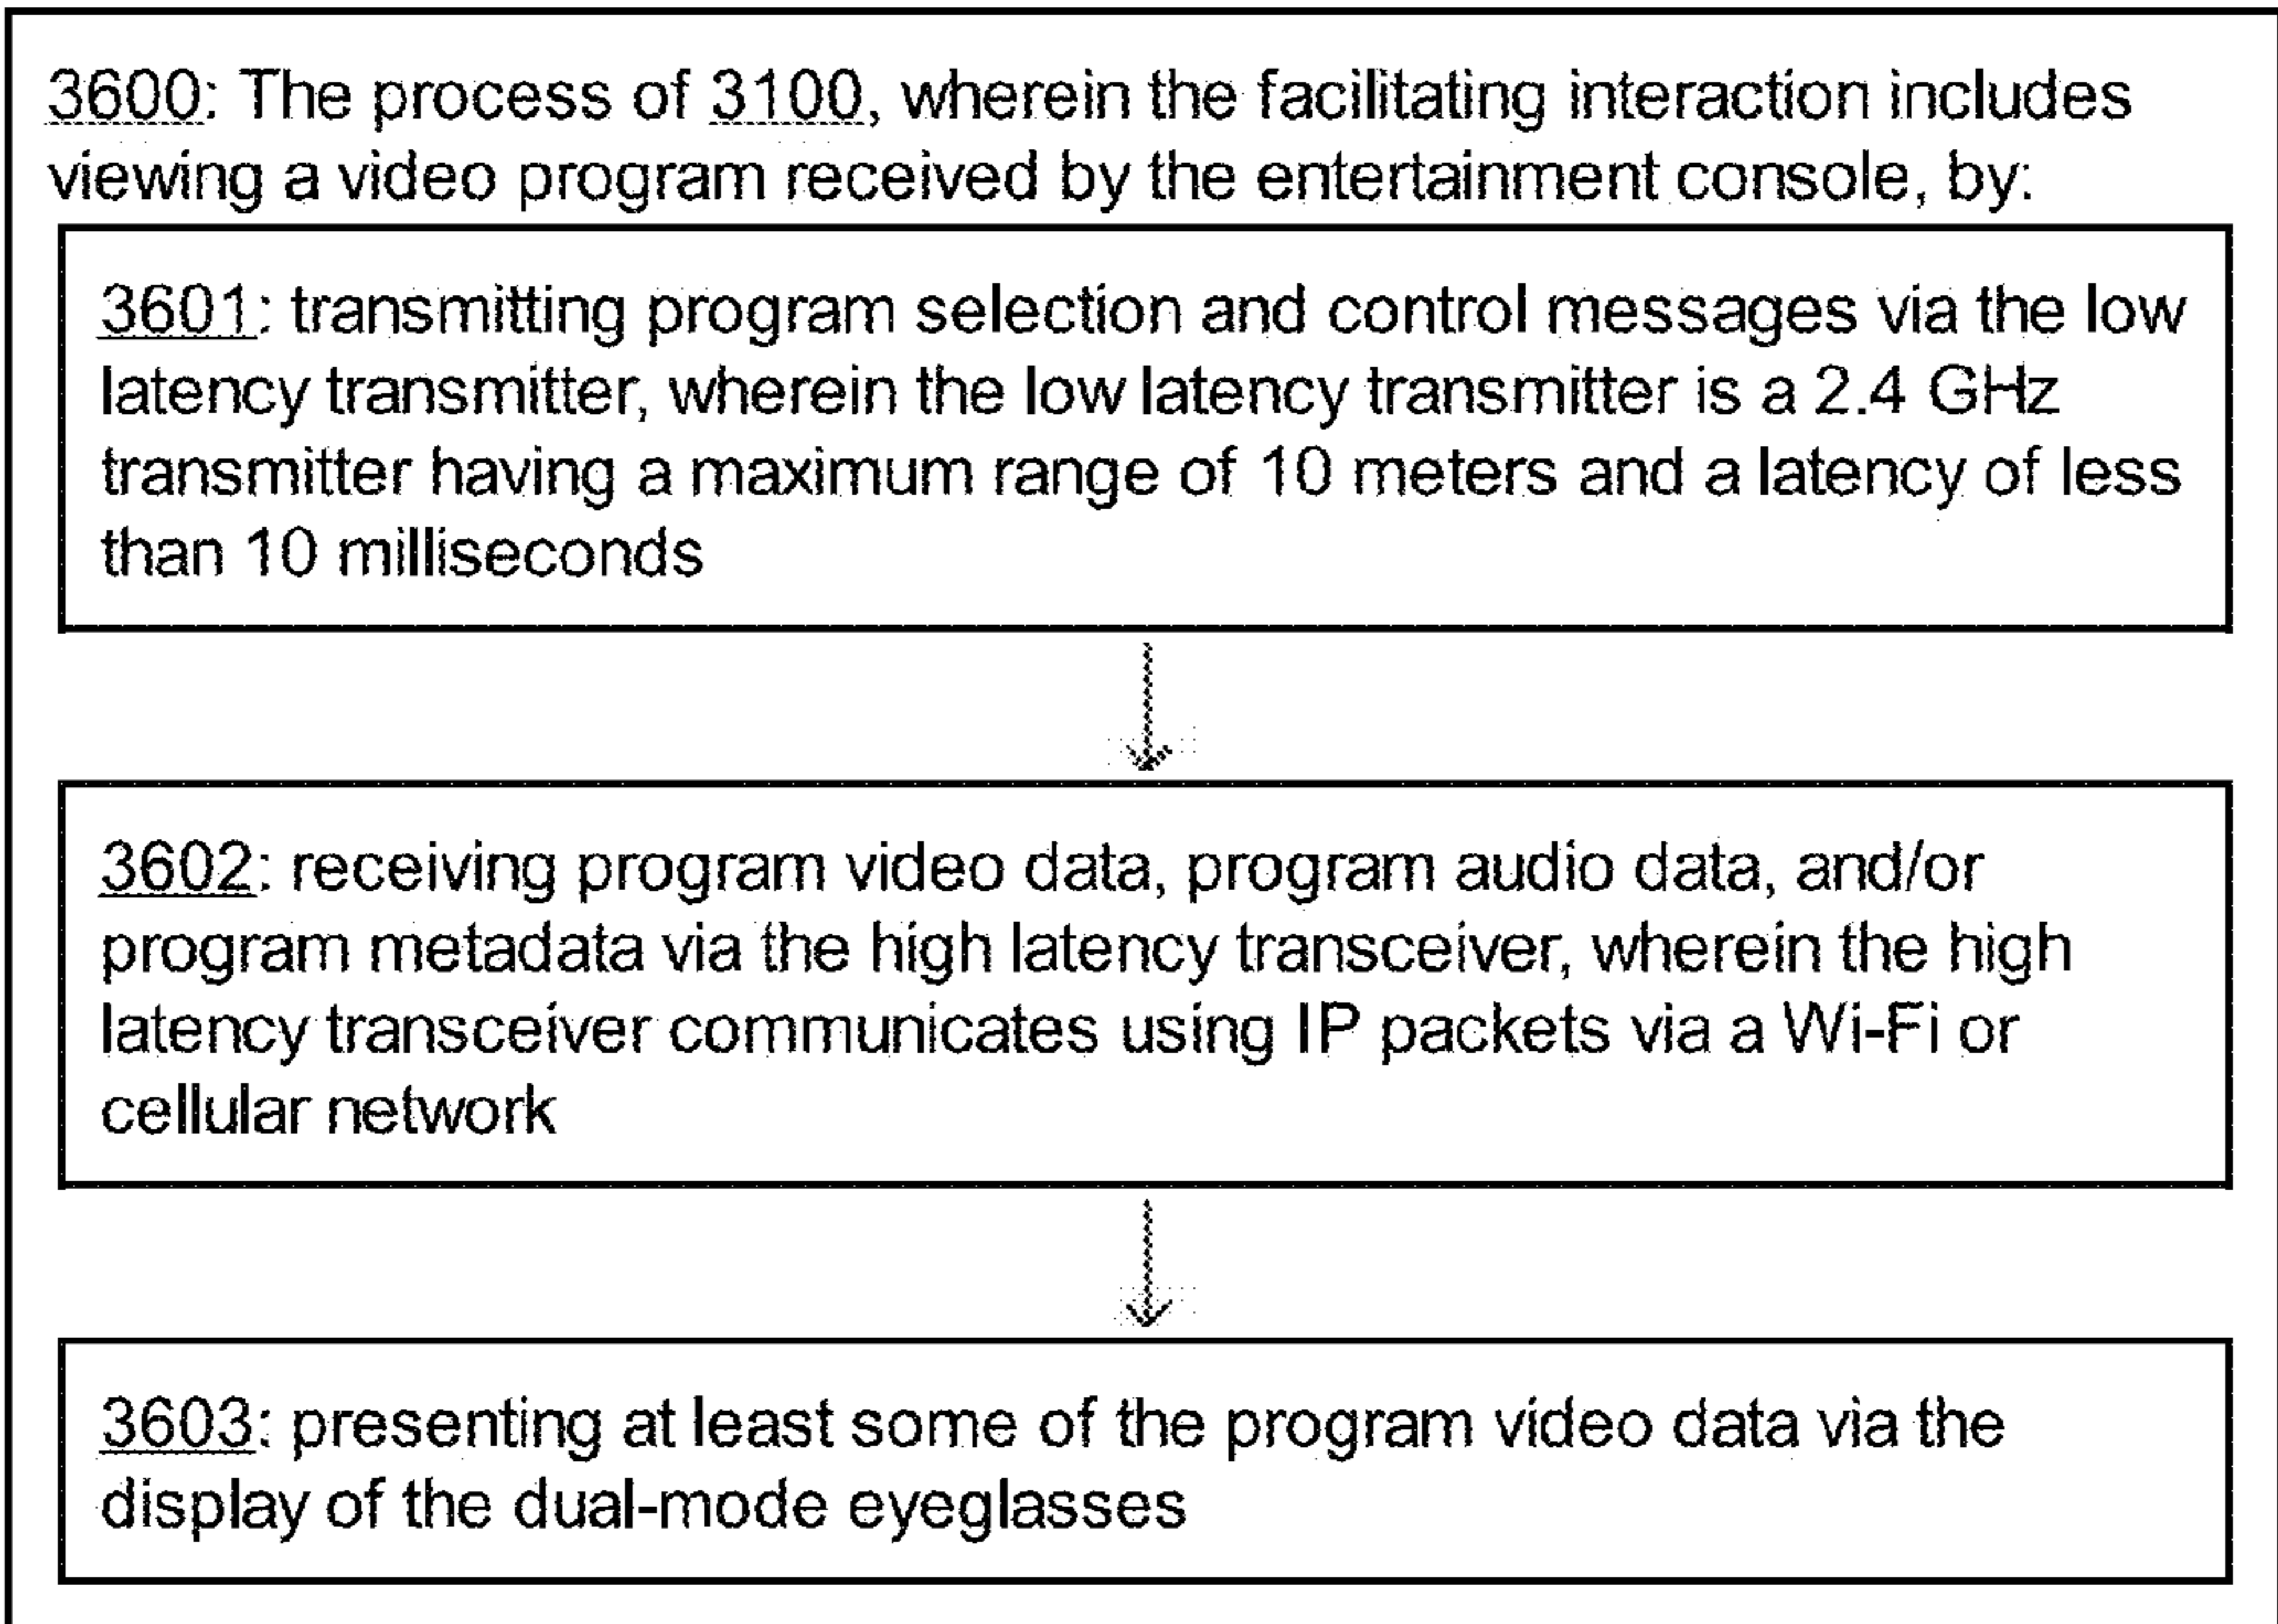 3600: The process of 3100, wherein the facilitating interaction includes
viewing a video program received by the entertainment console, by:
3601: transmitting program selection and control messages via the low
latency transmitter, wherein the low latency transmitter is a 2.4 GHz
transmitter having a maximum range of 10 meters and a latency of less
than 10 milliseconds
3602: receiving program video data, program audio data, and/or
program metadata via the high latency transceiver, wherein the high
latency transceiver communicates using IP packets via a Wi-Fi or
cellular network
3603: presenting at least some of the program video data via the
display of the dual-mode eyeglasses